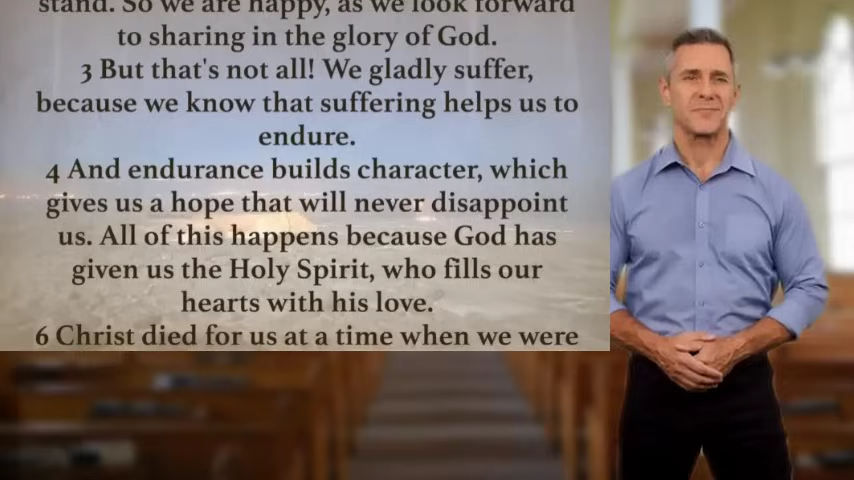 stand. So we are happy, as we look forward
to sharing in the glory of God.
3 But that's not all! We gladly suffer,
because we know that suffering helps us to
endure.
4 And endurance builds character, which
gives us a hope that will never disappoint
us. All of this happens because God has
given us the Holy Spirit, who fills our
hearts with his love.
6 Christ died for us at a time when we were